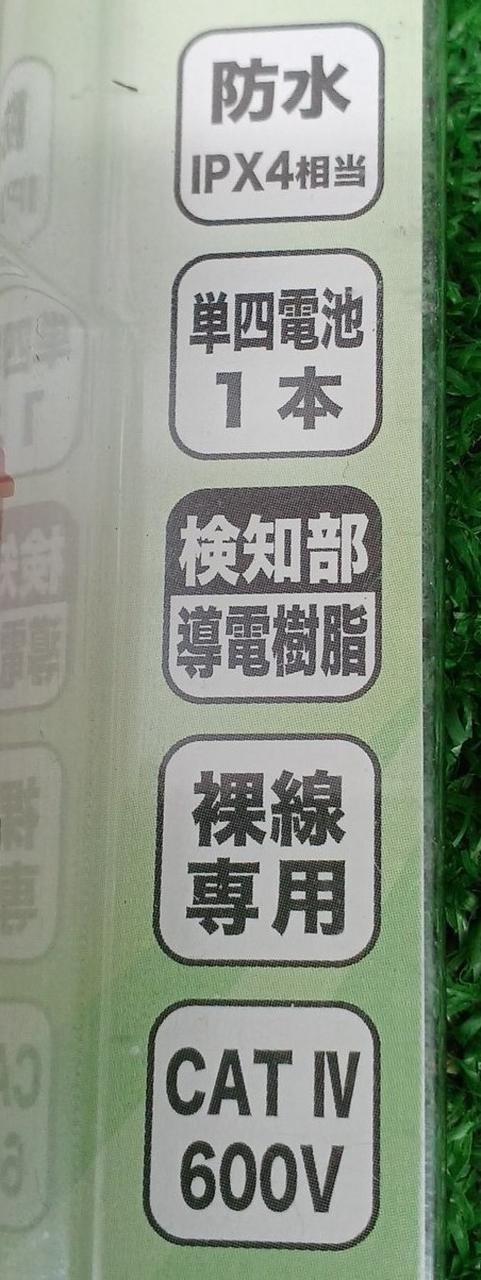 防水
IPX4相当
単四電池
1本
検知部
導電樹脂
裸線
専用
CAT IV
600V